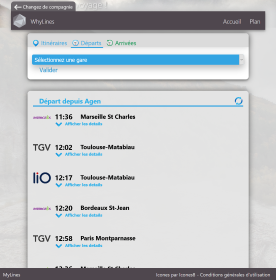 Changez de compagnie
WhyLines
Accueil
Plan
Itinéraires
Départs
Arrivées
Sélectionnez une gare
Valider
Départ depuis Agen
11:36 Marseille St Charles
Afficher les détails
TGV 12:02 Toulouse-Matabiau
Afficher les détails
liO 12:17 Toulouse-Matabiau
Afficher les détails
12:20 Bordeaux St-Jean
Afficher les détails
TGV 12:58 Paris Montparnasse
Afficher les détails
MyLines
Icones par Icones8 - Conditions générales d'utilisation